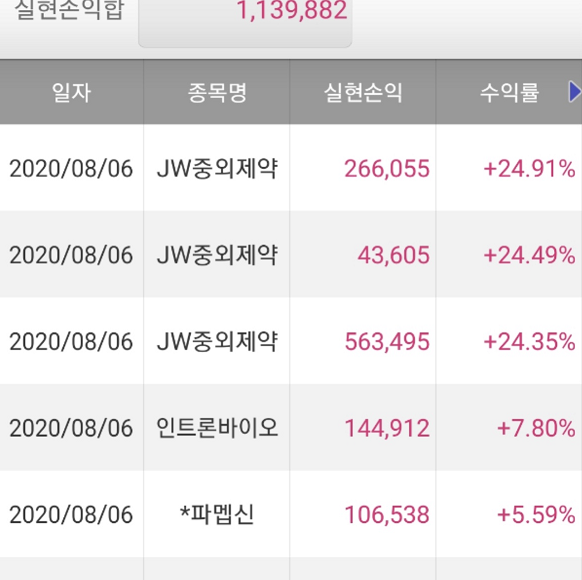 실현손익합 1,139,882
일자 종목명 실현손익 수익률
2020/08/06 JW중외제약 266,055 +24.91%
2020/08/06 JW중외제약 43,605 +24.49%
2020/08/06 JW중외제약 563,495 +24.35%
2020/08/06 인트론바이오 144,912 +7.80%
2020/08/06 *파멥신 106,538 +5.59%